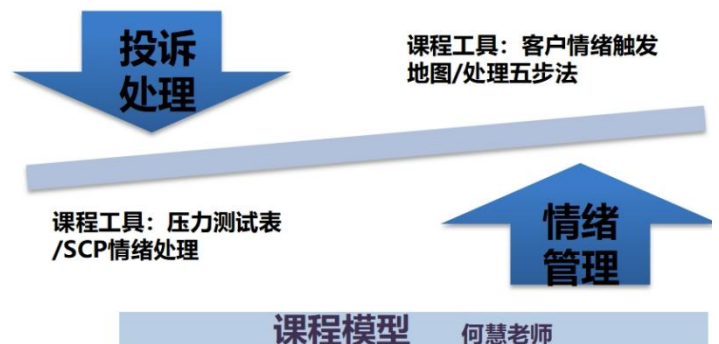 投诉
处理
课程工具：客户情绪触发
地图/处理五步法
课程工具：压力测试表
/SCP情绪处理
情绪
管理
课程模型 何慧老师